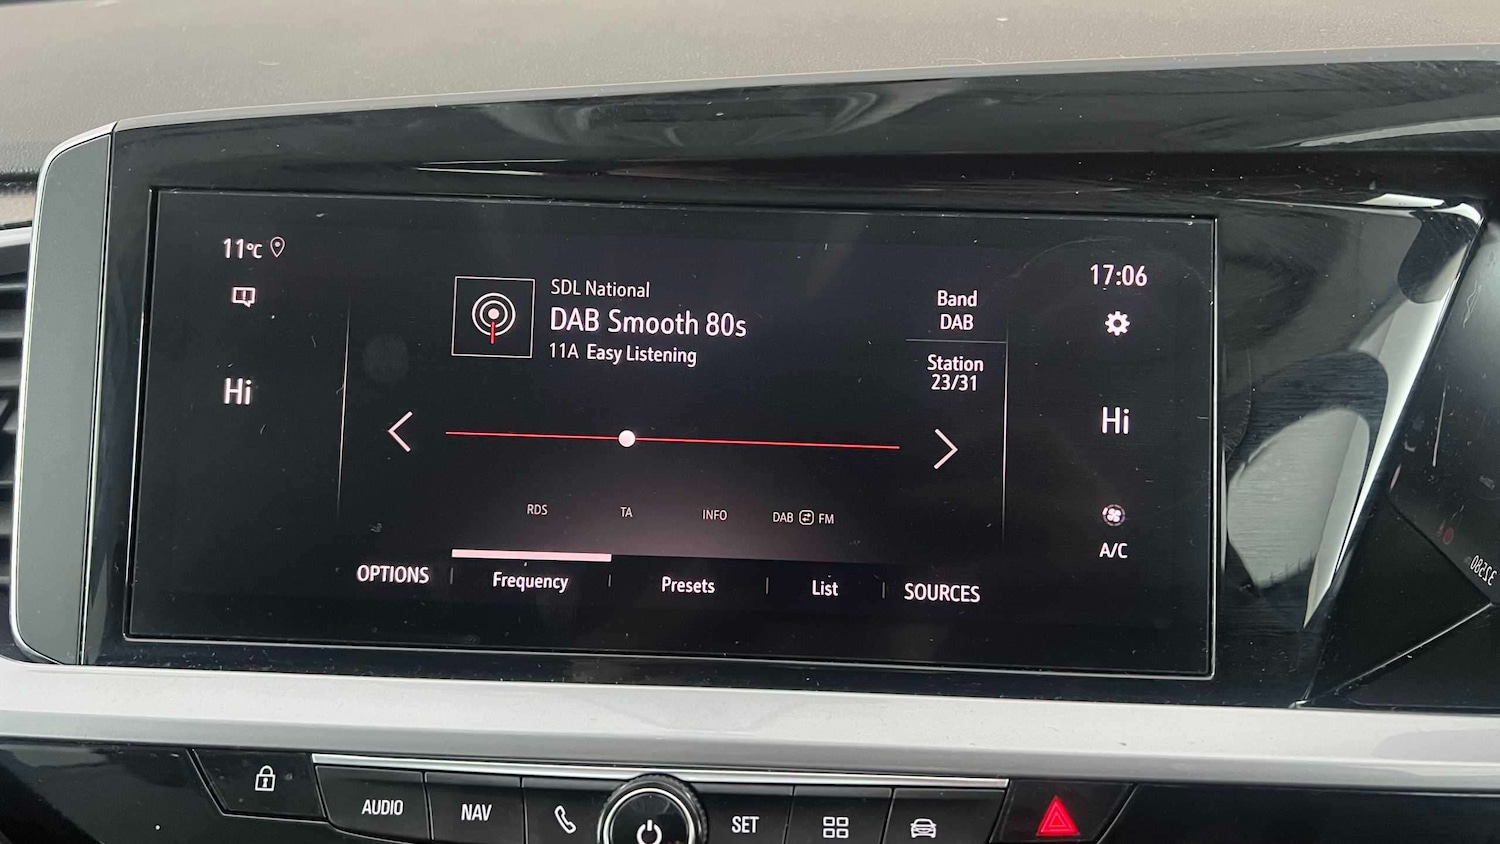 11°C
17:06
SDL National
DAB Smooth 80s
11A Easy Listening
Band
DAB
Station
23/31
Hi
Hi
RDS
TA
INFO
DAB
FM
A/C
OPTIONS
Frequency
Presets
List
SOURCES
32580
AUDIO
NAV
SET